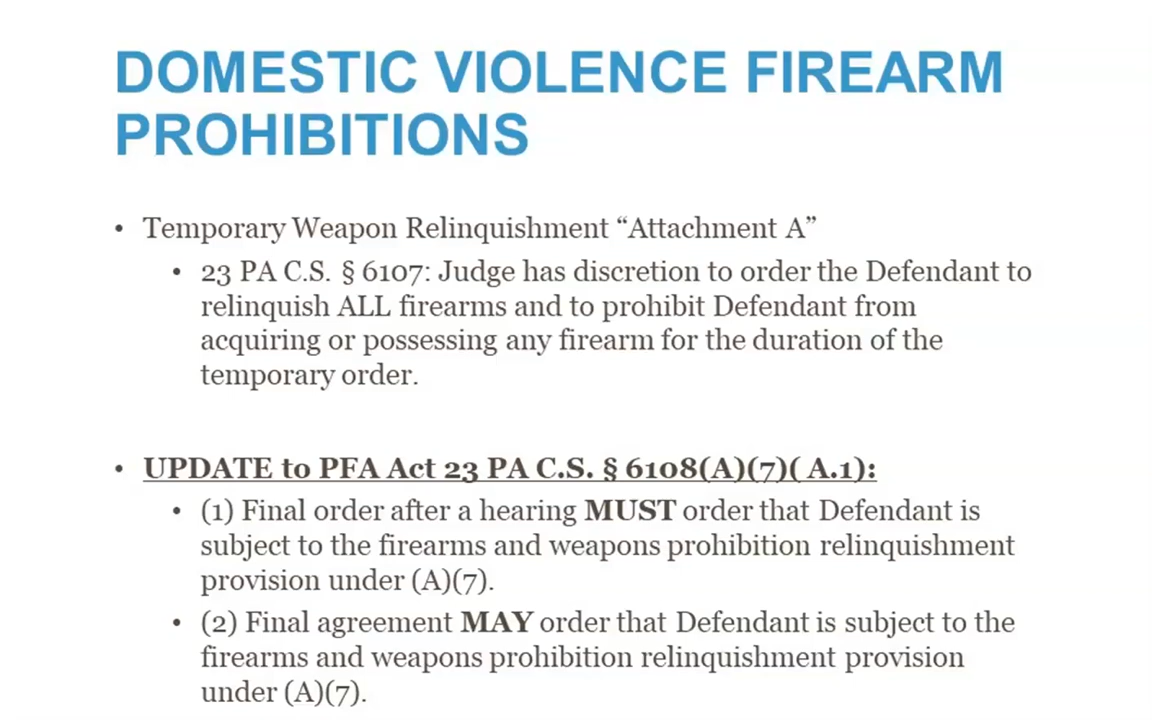 DOMESTIC VIOLENCE FIREARM
PROHIBITIONS
• Temporary Weapon Relinquishment “Attachment A”
• 23 PA C.S. § 6107: Judge has discretion to order the Defendant to
relinquish ALL firearms and to prohibit Defendant from
acquiring or possessing any firearm for the duration of the
temporary order.
• UPDATE to PFA Act 23 PA C.S. § 6108(A)(7)( A.1):
• (1) Final order after a hearing MUST order that Defendant is
subject to the firearms and weapons prohibition relinquishment
provision under (A)(7).
• (2) Final agreement MAY order that Defendant is subject to the
firearms and weapons prohibition relinquishment provision
under (A)(7).